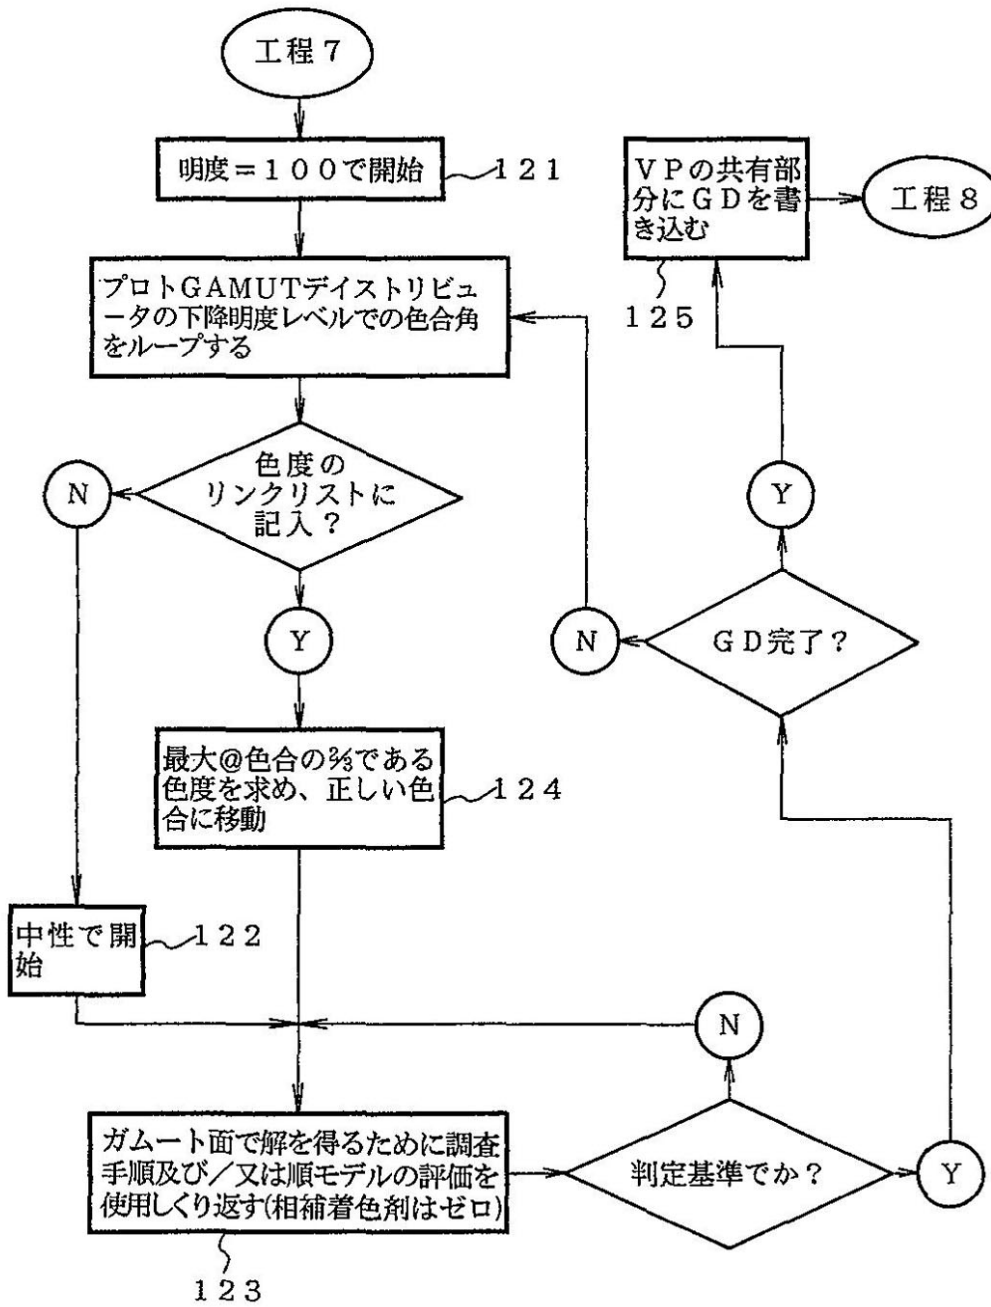 工程7
明度=100で開始
121
プロトGAMUTデイストリビュ
ータの下降明度レベルでの色合角
をループする
色度の
リンクリストに
記入?
N
Y
最大@色合の⅔である
色度を求め、正しい色
合に移動
124
中性で開
始
122
ガムート面で解を得るために調査
手順及び/又は順モデルの評価を
使用しくり返す(相補着色剤はゼロ)
123
判定基準でか?
N
Y
GD完了?
N
Y
VPの共有部
分にGDを書
き込む
125
工程8